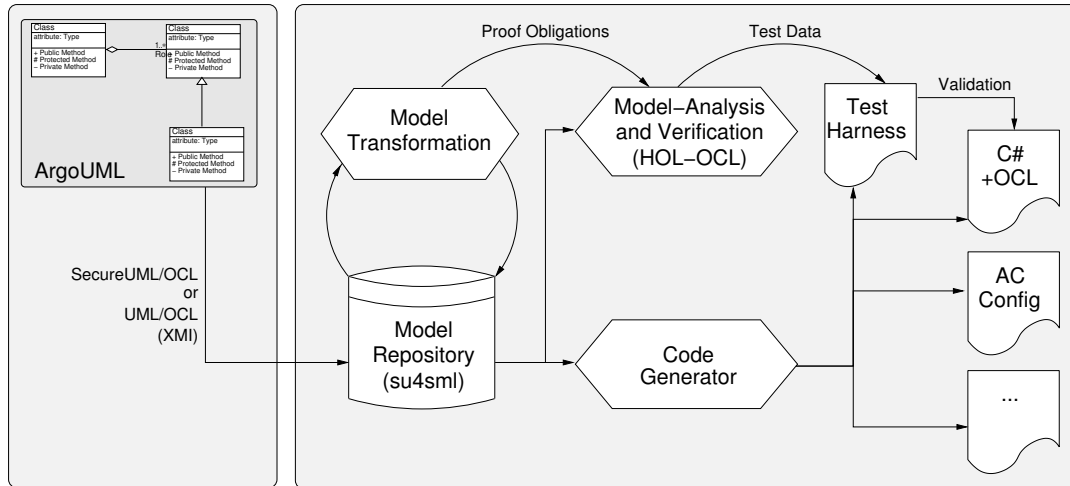 Class
attribute: Type
+ Public Method
# Protected Method
− Private Method
1..*
Role
Class
attribute: Type
+ Public Method
# Protected Method
− Private Method
Class
attribute: Type
+ Public Method
# Protected Method
− Private Method
ArgoUML
SecureUML/OCL
or
UML/OCL
(XMI)
Proof Obligations
Test Data
Model
Transformation
Model−Analysis
and Verification
(HOL−OCL)
Test
Harness
Validation
C#
+OCL
Model
Repository
(su4sml)
Code
Generator
AC
Config
...